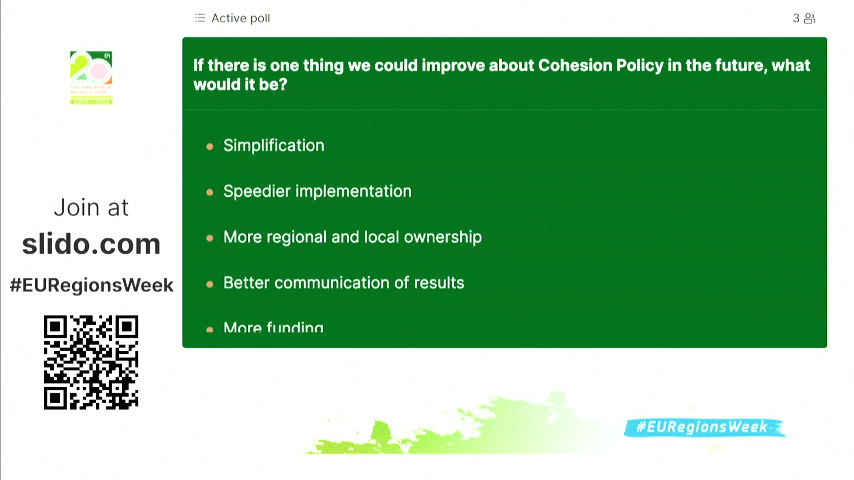 Active poll
3
If there is one thing we could improve about Cohesion Policy in the future, what
would it be?
Simplification
Speedier implementation
More regional and local ownership
Better communication of results
More funding
20th
Join at
slido.com
#EURegionsWeek
#EURegionsWeek